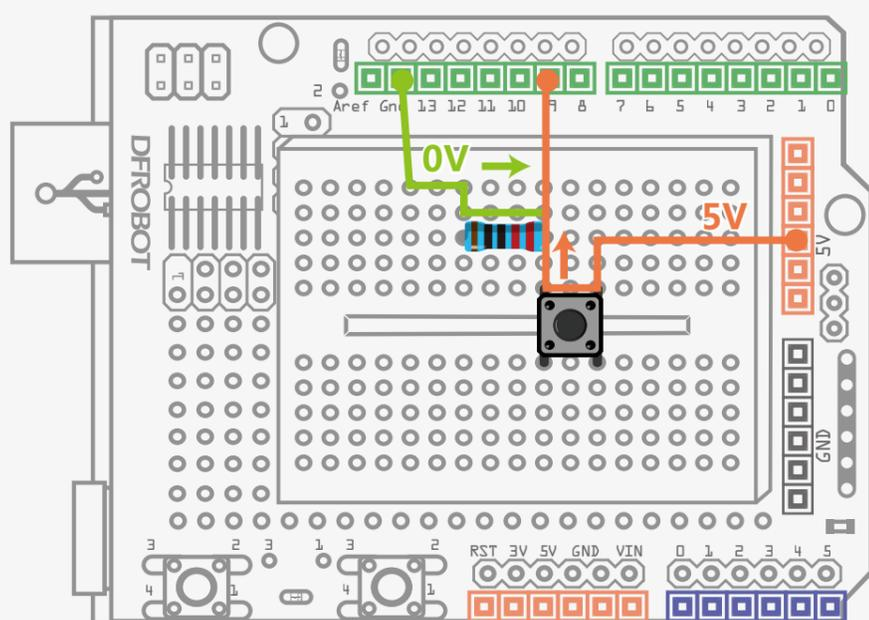 2
Aref Gnd 13 12 11 10 9 8 7 6 5 4 3 2 1 0
1
DFROBOT
0V
5V
5V
1
GND
3 2 3 1 3 2
RST 3V 5V GND VIN 0 1 2 3 4 5
4 1 4 1